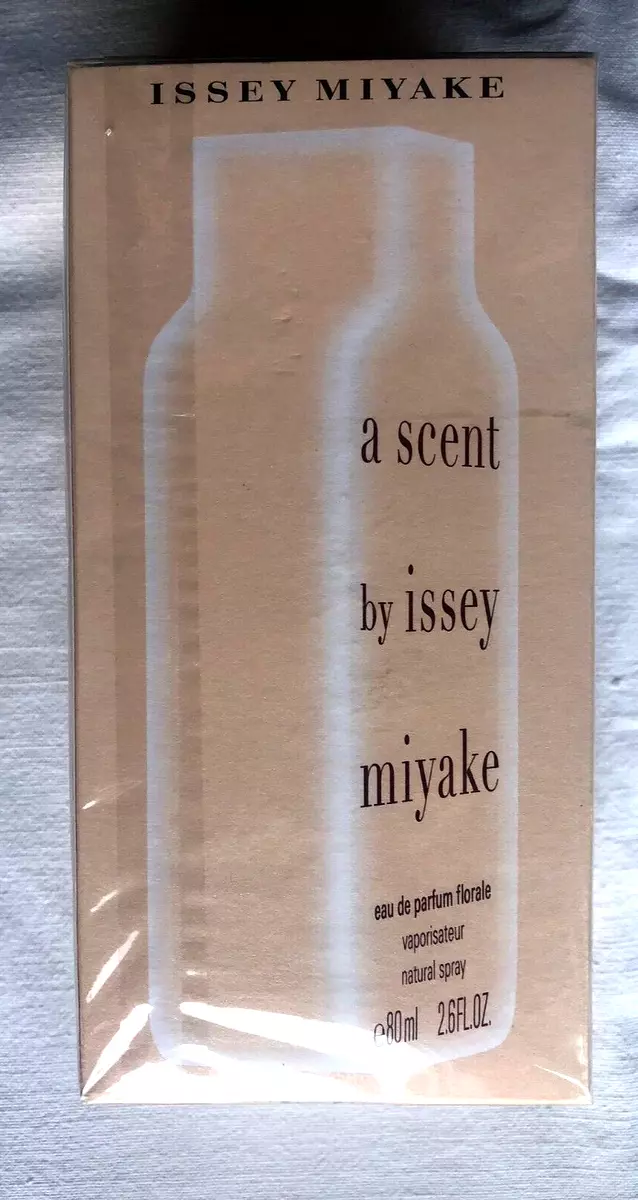 ISSEY MIYAKE
a scent
by issey
miyake
eau de parfum florale
vaporisateur
natural spray
℮80ml 2.6FL.OZ.